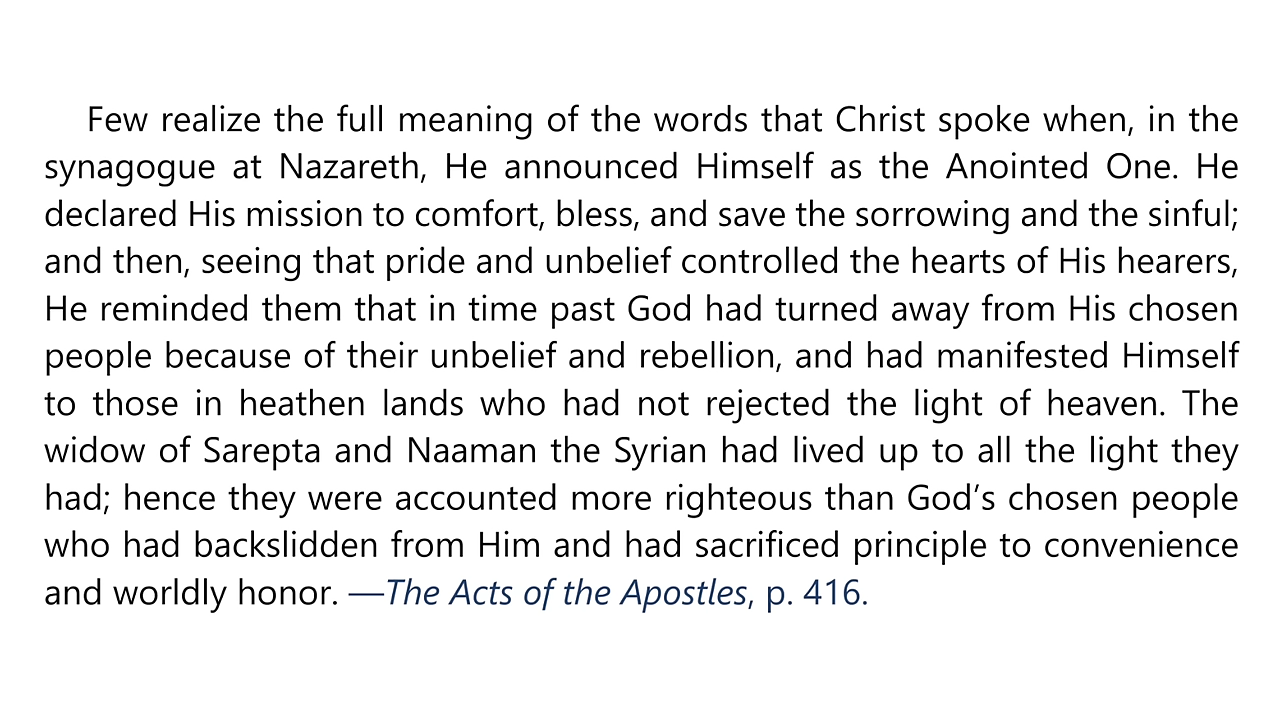 Few realize the full meaning of the words that Christ spoke when, in the
synagogue at Nazareth, He announced Himself as the Anointed One. He
declared His mission to comfort, bless, and save the sorrowing and the sinful;
and then, seeing that pride and unbelief controlled the hearts of His hearers,
He reminded them that in time past God had turned away from His chosen
people because of their unbelief and rebellion, and had manifested Himself
to those in heathen lands who had not rejected the light of heaven. The
widow of Sarepta and Naaman the Syrian had lived up to all the light they
had; hence they were accounted more righteous than God’s chosen people
who had backslidden from Him and had sacrificed principle to convenience
and worldly honor. —The Acts of the Apostles, p. 416.